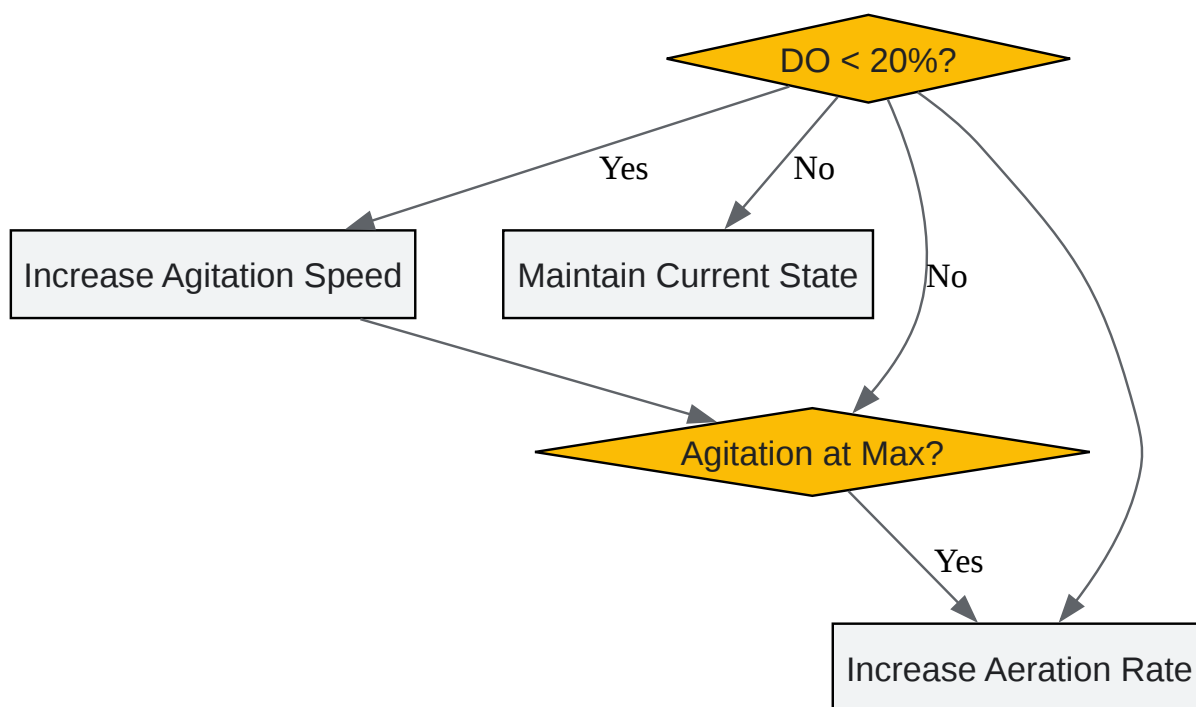 DO < 20%?
Yes
No
Increase Agitation Speed
Maintain Current State
No
Agitation at Max?
Yes
Increase Aeration Rate